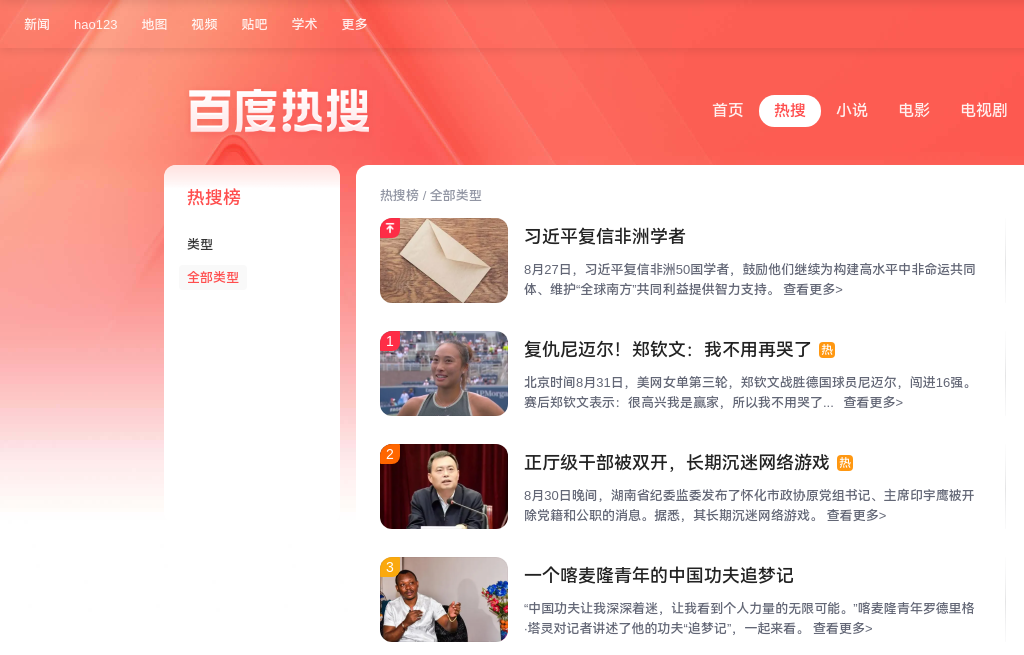 新闻 hao123 地图 视频 贴吧 学术 更多
百度热搜
首页 热搜 小说 电影 电视剧
热搜榜
类型
全部类型
热搜榜 / 全部类型
习近平复信非洲学者
8月27日，习近平复信非洲50国学者，鼓励他们继续为构建高水平中非命运共同
体、维护“全球南方”共同利益提供智力支持。 查看更多>
1
复仇尼迈尔！郑钦文：我不用再哭了 热
北京时间8月31日，美网女单第三轮，郑钦文战胜德国球员尼迈尔，闯进16强。
赛后郑钦文表示：很高兴我是赢家，所以我不用哭了... 查看更多>
2
正厅级干部被双开，长期沉迷网络游戏 热
8月30日晚间，湖南省纪委监委发布了怀化市政协原党组书记、主席印宇鹰被开
除党籍和公职的消息。据悉，其长期沉迷网络游戏。 查看更多>
3
一个喀麦隆青年的中国功夫追梦记
“中国功夫让我深深着迷，让我看到个人力量的无限可能。”喀麦隆青年罗德里格
·塔灵对记者讲述了他的功夫“追梦记”，一起来看。 查看更多>